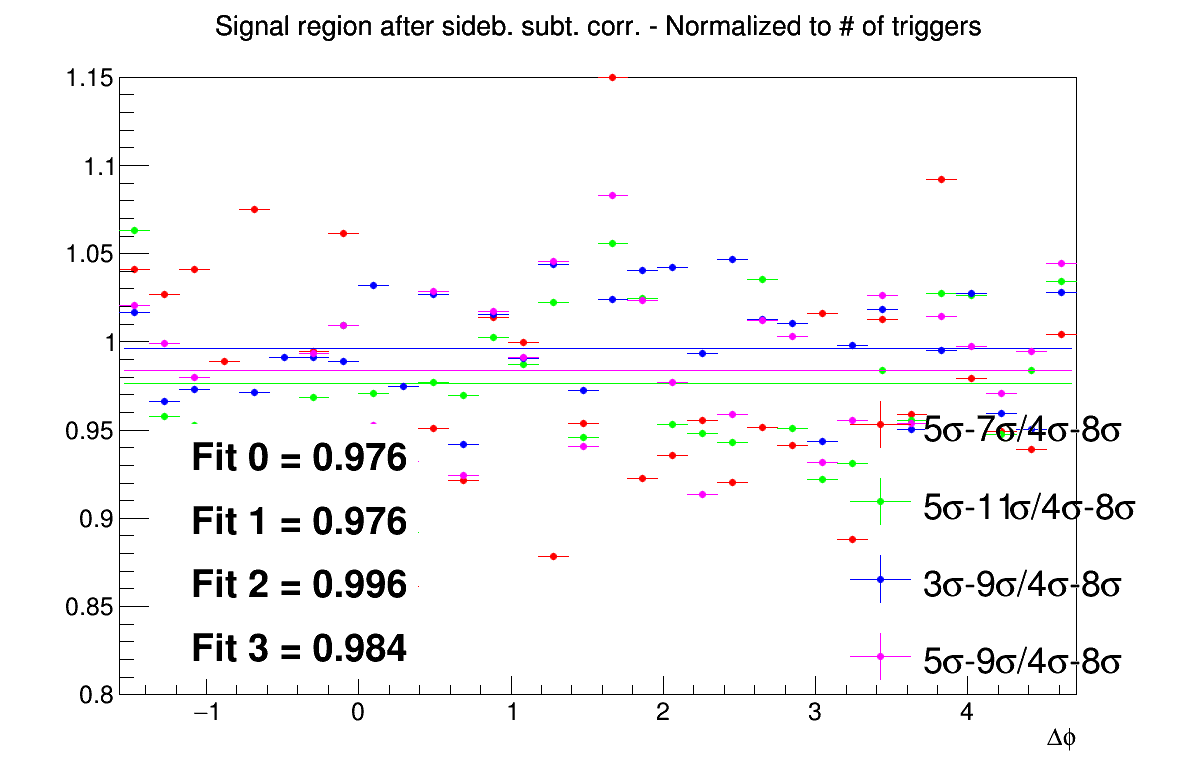 Signal region after sideb. subt. corr. - Normalized to # of triggers
1.15
1.1
1.05
1
0.95
0.9
0.85
0.8
Fit 0 = 0.976
Fit 1 = 0.976
Fit 2 = 0.996
Fit 3 = 0.984
5σ-7σ/4σ-8σ
5σ-11σ/4σ-8σ
3σ-9σ/4σ-8σ
5σ-9σ/4σ-8σ
−1 0 1 2 3 4
Δϕ